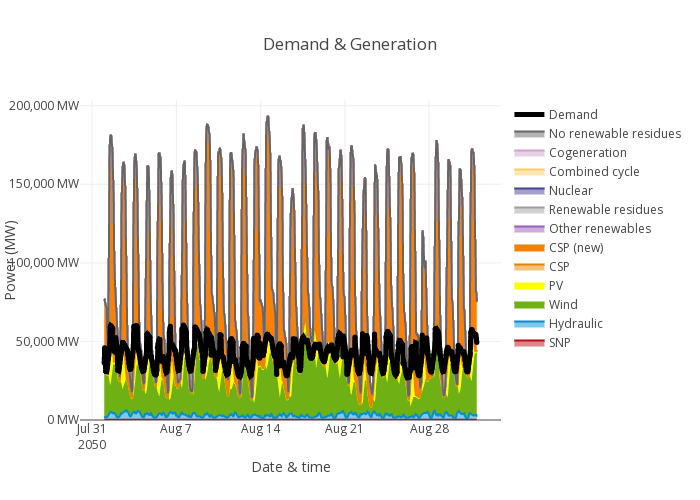 Demand & Generation
200,000 MW
150,000 MW
100,000 MW
50,000 MW
0 MW
Power (MW)
Jul 31
2050
Aug 7
Aug 14
Aug 21
Aug 28
Date & time
Demand
No renewable residues
Cogeneration
Combined cycle
Nuclear
Renewable residues
Other renewables
CSP (new)
CSP
PV
Wind
Hydraulic
SNP